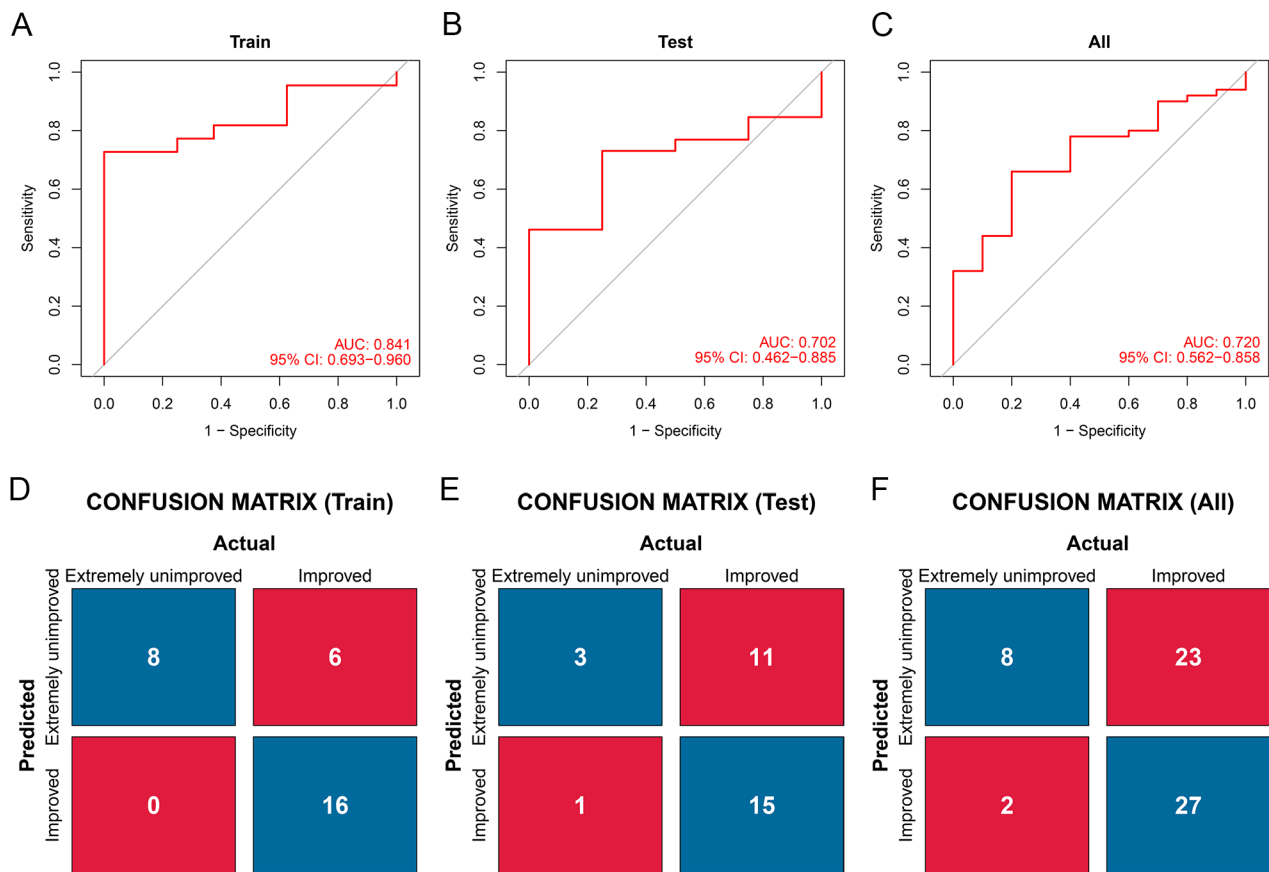 A
Train
Sensitivity
1.0
0.8
0.6
0.4
0.2
0.0
AUC: 0.841
95% CI: 0.693−0.960
0.0 0.2 0.4 0.6 0.8 1.0
1 − Specificity
B
Test
Sensitivity
1.0
0.8
0.6
0.4
0.2
0.0
AUC: 0.702
95% CI: 0.462−0.885
0.0 0.2 0.4 0.6 0.8 1.0
1 − Specificity
C
All
Sensitivity
1.0
0.8
0.6
0.4
0.2
0.0
AUC: 0.720
95% CI: 0.562−0.858
0.0 0.2 0.4 0.6 0.8 1.0
1 − Specificity
D
CONFUSION MATRIX (Train)
Actual
Extremely unimproved Improved
Predicted
Extremely unimproved
8 6
Improved
0 16
E
CONFUSION MATRIX (Test)
Actual
Extremely unimproved Improved
Predicted
Extremely unimproved
3 11
Improved
1 15
F
CONFUSION MATRIX (All)
Actual
Extremely unimproved Improved
Predicted
Extremely unimproved
8 23
Improved
2 27